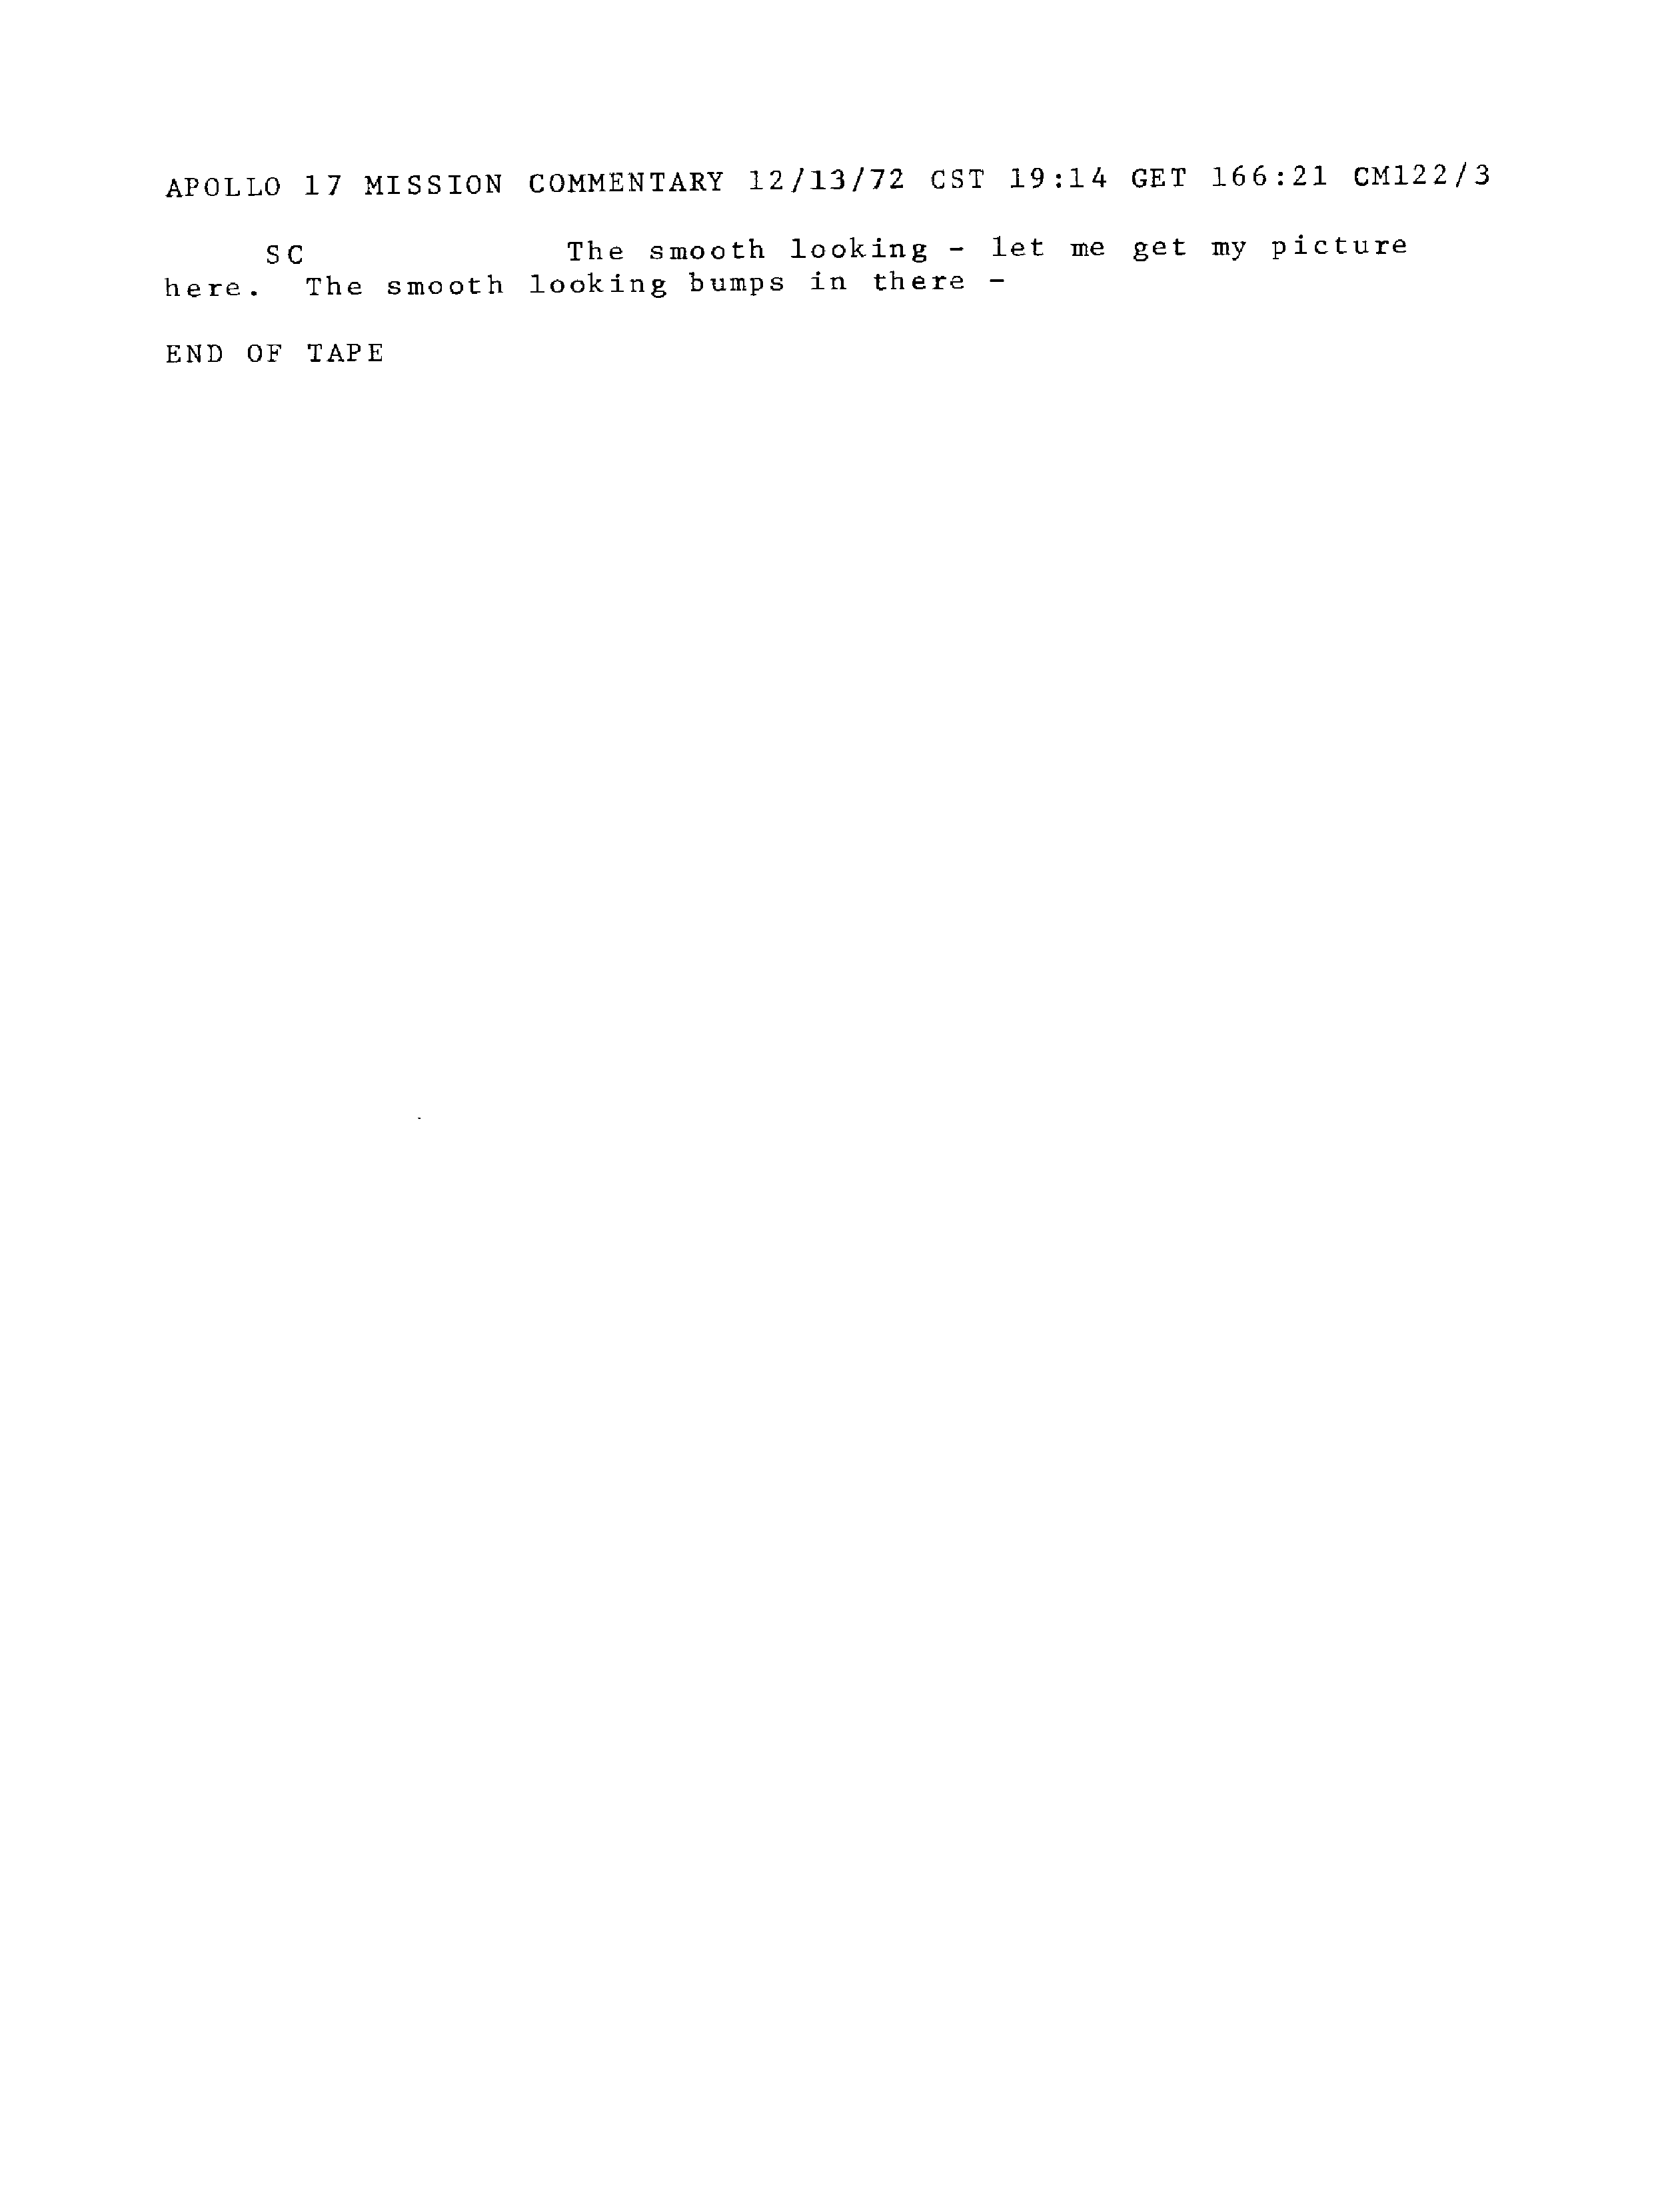 APOLLO 17 MISSION COMMENTARY 12/13/72 CST 19:14 GET 166:21 CM122/3
SC The smooth looking - let me get my picture
here. The smooth looking bumps in there -
END OF TAPE